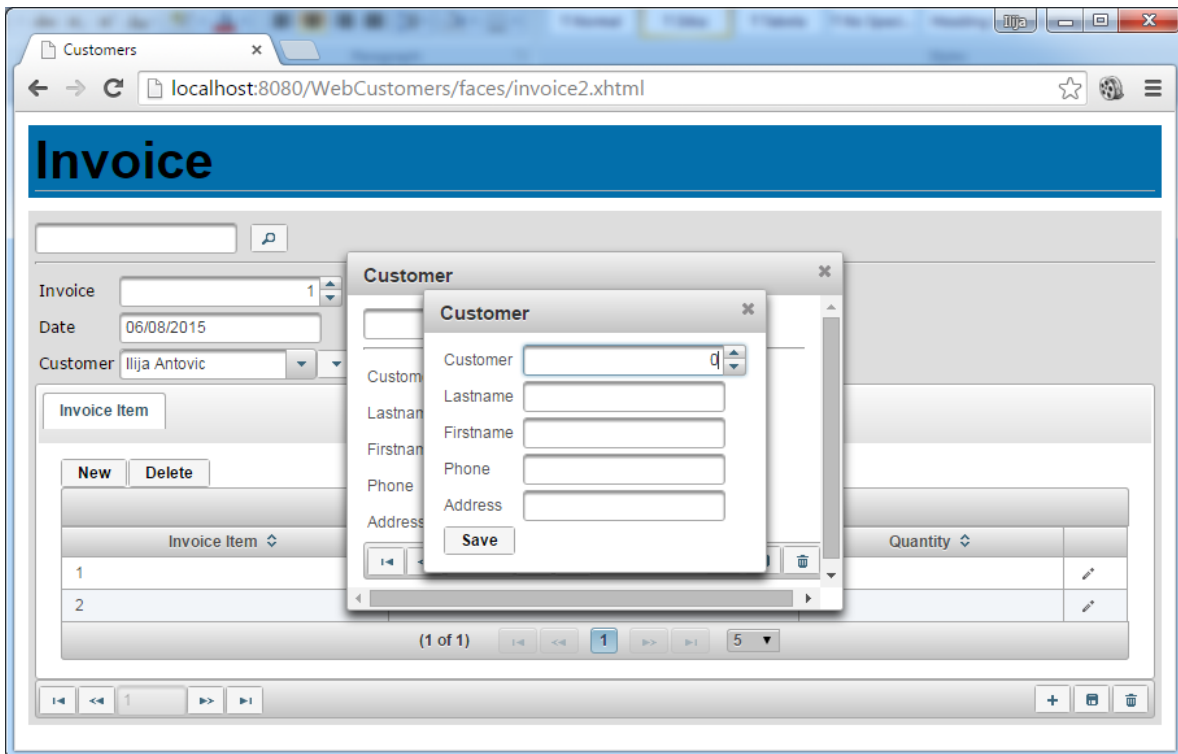 Ilija
Customers
localhost:8080/WebCustomers/faces/invoice2.xhtml
Invoice
Invoice 1
Date 06/08/2015
Customer Ilija Antovic
Customer
Customer
Customer 0
Lastname
Firstname
Phone
Address
Save
Custom
Lastnan
Firstnan
Phone
Address
Invoice Item
New Delete
Invoice Item Quantity
1
2
(1 of 1) 1 5
1